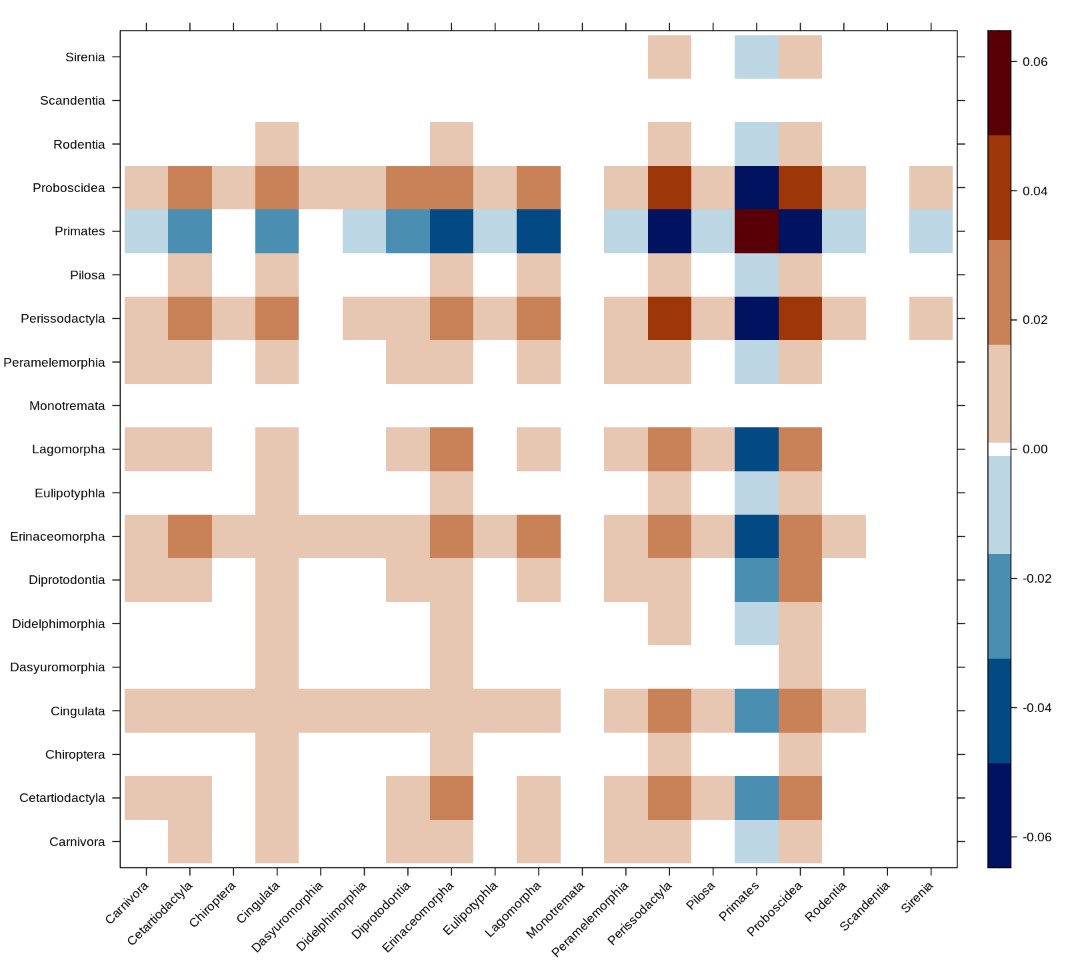 Sirenia
Scandentia
Rodentia
Proboscidea
Primates
Pilosa
Perissodactyla
Peramelemorphia
Monotremata
Lagomorpha
Eulipotyphla
Erinaceomorpha
Diprotodontia
Didelphimorphia
Dasyuromorphia
Cingulata
Chiroptera
Cetartiodactyla
Carnivora
Carnivora
Cetartiodactyla
Chiroptera
Cingulata
Dasyuromorphia
Didelphimorphia
Diprotodontia
Erinaceomorpha
Eulipotyphla
Lagomorpha
Monotremata
Peramelemorphia
Perissodactyla
Pilosa
Primates
Proboscidea
Rodentia
Scandentia
Sirenia
0.06
0.04
0.02
0.00
-0.02
-0.04
-0.06